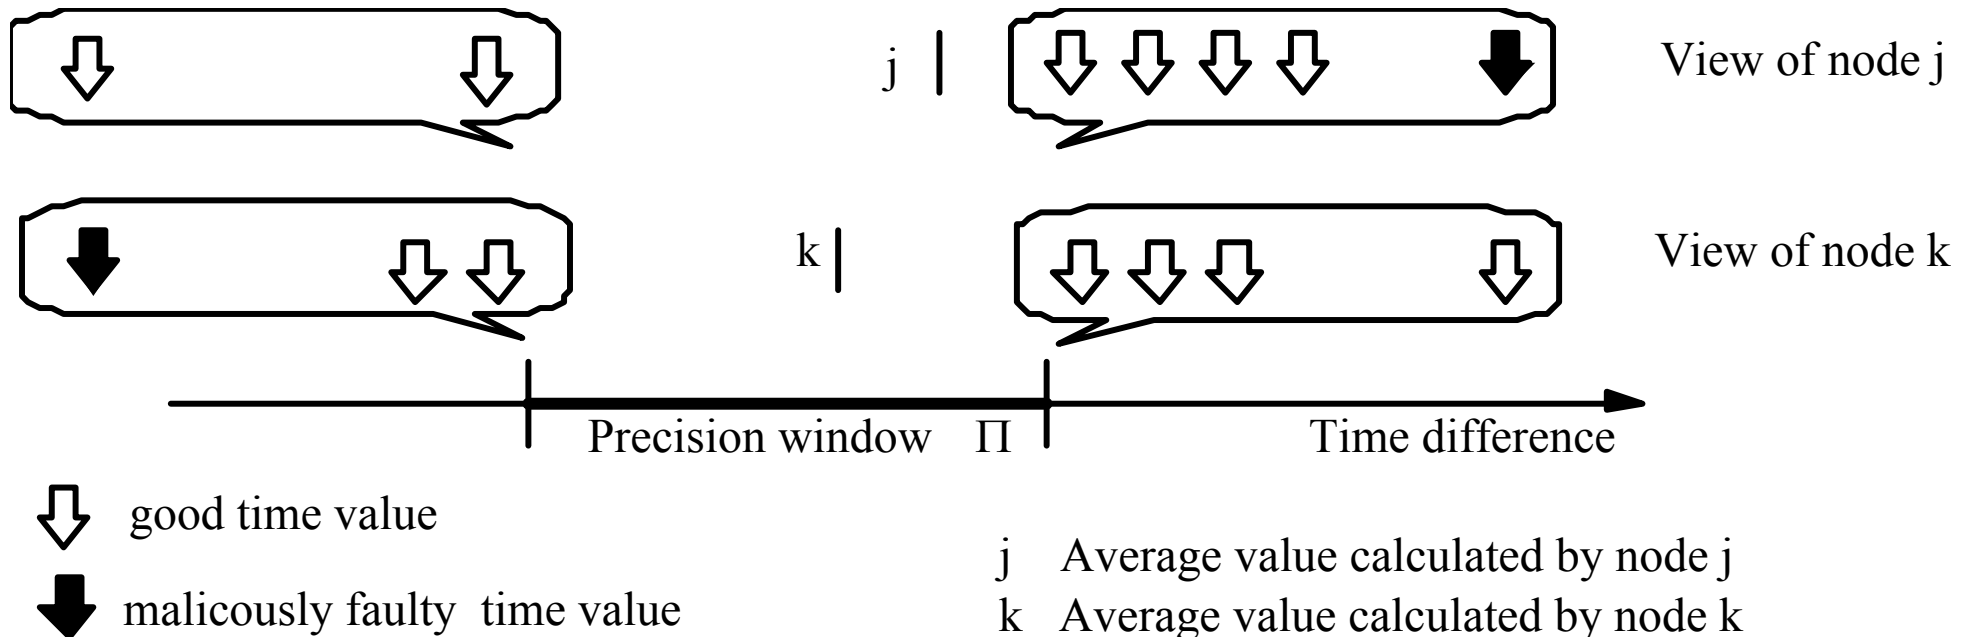 j View of node j
k View of node k
Precision window Π Time difference
good time value
malicously faulty time value
j Average value calculated by node j
k Average value calculated by node k